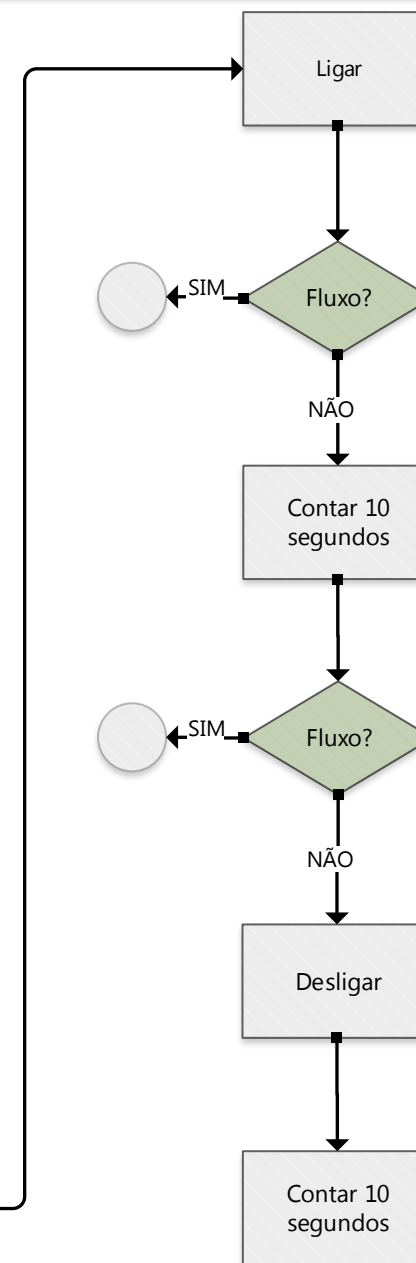 Ligar
SIM
Fluxo?
NÃO
Contar 10
segundos
SIM
Fluxo?
NÃO
Desligar
Contar 10
segundos